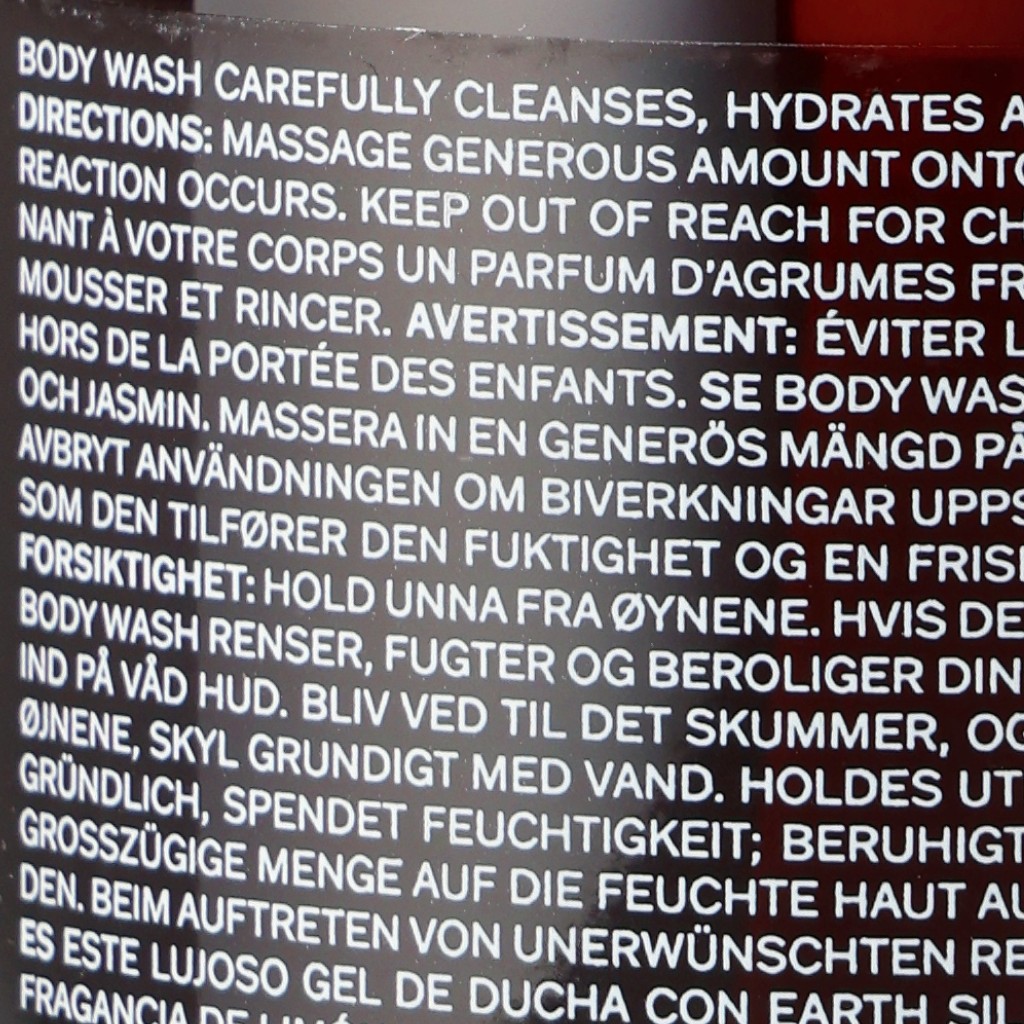 BODY WASH CAREFULLY CLEANSES, HYDRATES A
DIRECTIONS: MASSAGE GENEROUS AMOUNT ONTO
REACTION OCCURS. KEEP OUT OF REACH FOR CH
NANT À VOTRE CORPS UN PARFUM D'AGRUMES FR
MOUSSER ET RINCER. AVERTISSEMENT: ÉVITER L
HORS DE LA PORTÉE DES ENFANTS. SE BODY WAS
OCH JASMIN. MASSERA IN EN GENERÖS MÄNGD PÅ
AVBRYT ANVÄNDNINGEN OM BIVERKNINGAR UPPS
SOM DEN TILFØRER DEN FUKTIGHET OG EN FRIS
FORSIKTIGHET: HOLD UNNA FRA ØYNENE. HVIS DE
BODY WASH RENSER, FUGTER OG BEROLIGER DIN
IND PÅ VÅD HUD. BLIV VED TIL DET SKUMMER, OG
ØJNENE, SKYL GRUNDIGT MED VAND. HOLDES UT
GRÜNDLICH, SPENDET FEUCHTIGKEIT; BERUHIGT
GROSSZÜGIGE MENGE AUF DIE FEUCHTE HAUT AU
DEN. BEIM AUFTRETEN VON UNERWÜNSCHTEN RE
ES ESTE LUJOSO GEL DE DUCHA CON EARTH SIL
FRAGANCIA DE